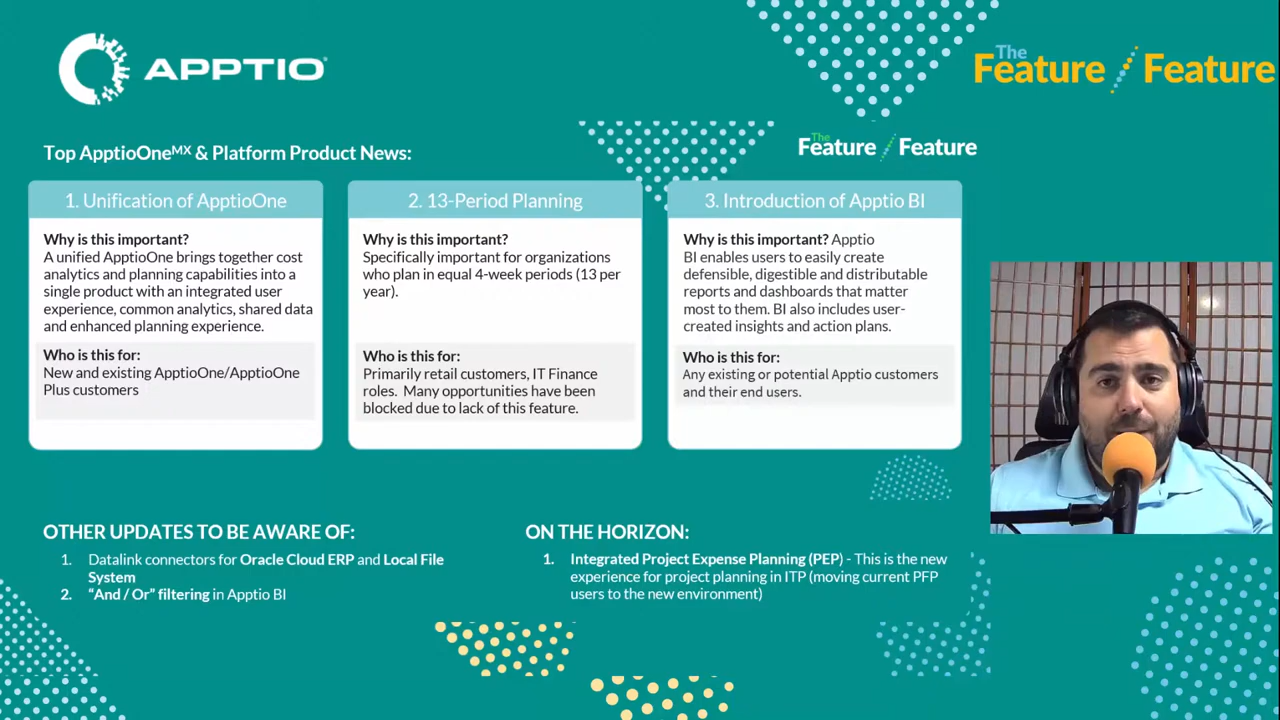 APPTIO
The
Feature / Feature
Top ApptioOneᴹˣ & Platform Product News:
The
Feature / Feature
1. Unification of ApptioOne
Why is this important?
A unified ApptioOne brings together cost
analytics and planning capabilities into a
single product with an integrated user
experience, common analytics, shared data
and enhanced planning experience.
Who is this for:
New and existing ApptioOne/ApptioOne
Plus customers
2. 13-Period Planning
Why is this important?
Specifically important for organizations
who plan in equal 4-week periods (13 per
year).
Who is this for:
Primarily retail customers, IT Finance
roles. Many opportunities have been
blocked due to lack of this feature.
3. Introduction of Apptio BI
Why is this important? Apptio
BI enables users to easily create
defensible, digestible and distributable
reports and dashboards that matter
most to them. BI also includes user-
created insights and action plans.
Who is this for:
Any existing or potential Apptio customers
and their end users.
OTHER UPDATES TO BE AWARE OF:
1. Datalink connectors for Oracle Cloud ERP and Local File
System
2. “And / Or” filtering in Apptio BI
ON THE HORIZON:
1. Integrated Project Expense Planning (PEP) - This is the new
experience for project planning in ITP (moving current PFP
users to the new environment)